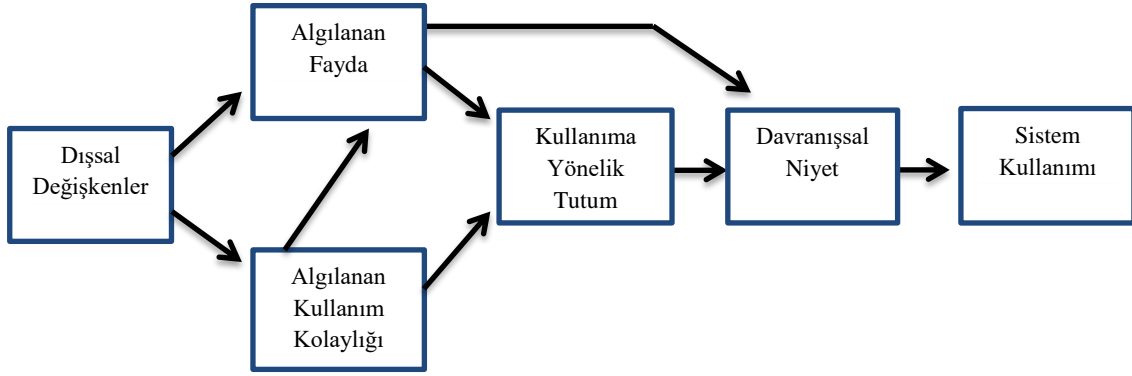 Algılanan
Fayda
Dışsal
Değişkenler
Algılanan
Kullanım
Kolaylığı
Kullanıma
Yönelik
Tutum
Davranışsal
Niyet
Sistem
Kullanımı